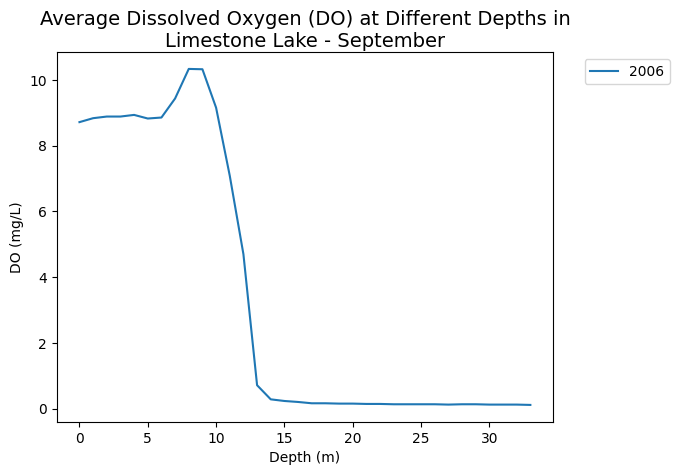 Average Dissolved Oxygen (DO) at Different Depths in
Limestone Lake - September
2006
10
8
6
4
2
0
DO (mg/L)
0 5 10 15 20 25 30
Depth (m)